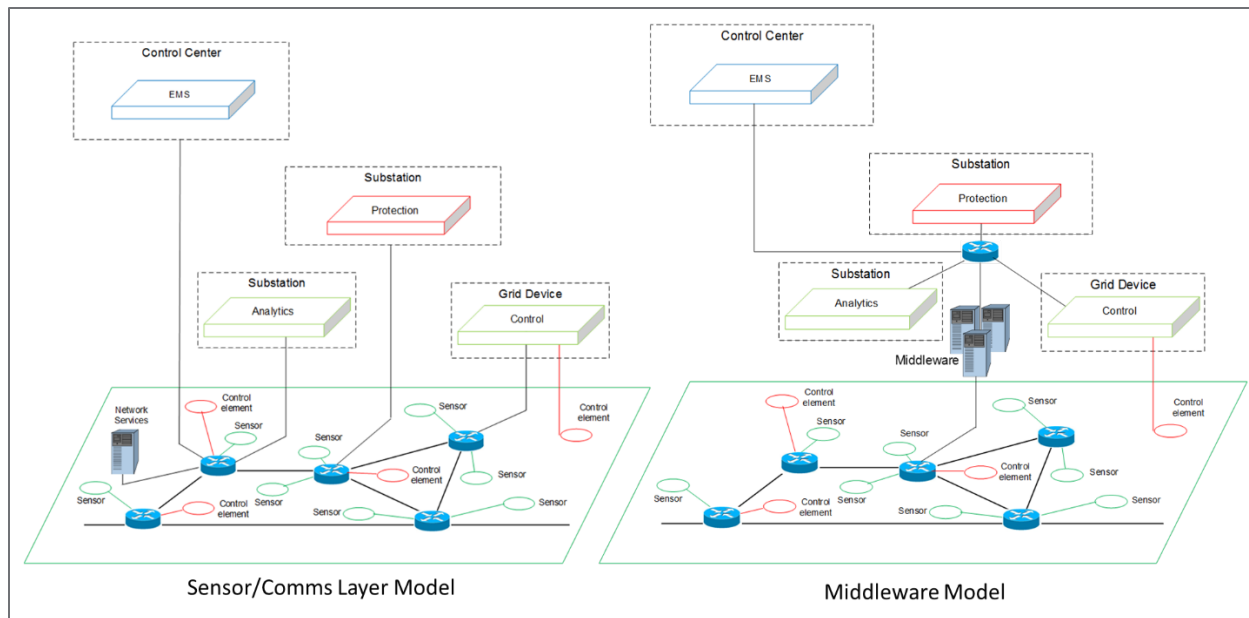 Control Center
EMS
Substation
Protection
Substation
Analytics
Grid Device
Control
Network
Services
Control
element
Sensor
Sensor
Sensor
Control
element
Sensor
Control
element
Sensor
Sensor
Control
element
Sensor
Sensor
Sensor/Comms Layer Model
Control Center
EMS
Substation
Protection
Substation
Analytics
Grid Device
Control
Middleware
Control
element
Sensor
Sensor
Control
element
Sensor
Sensor
Control
element
Sensor
Sensor
Control
element
Sensor
Sensor
Middleware Model